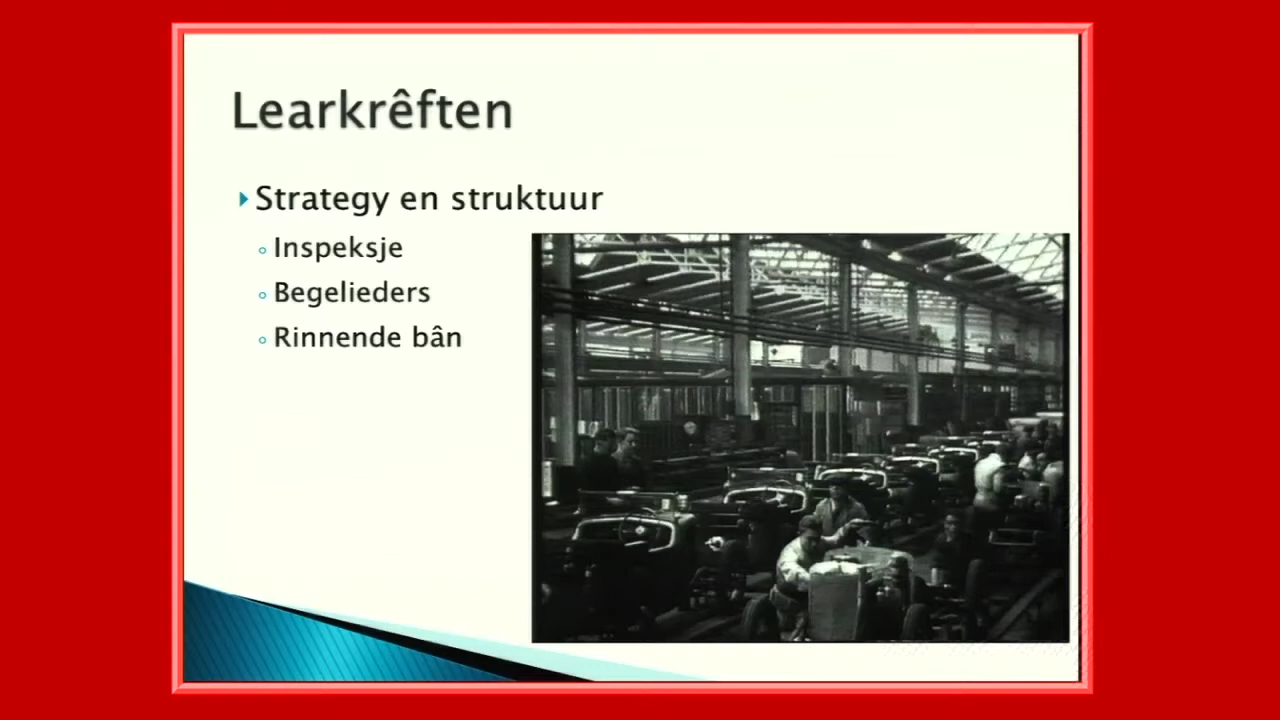 Learkrêften
Strategy en struktuur
Inspeksje
Begelieders
Rinnende bân